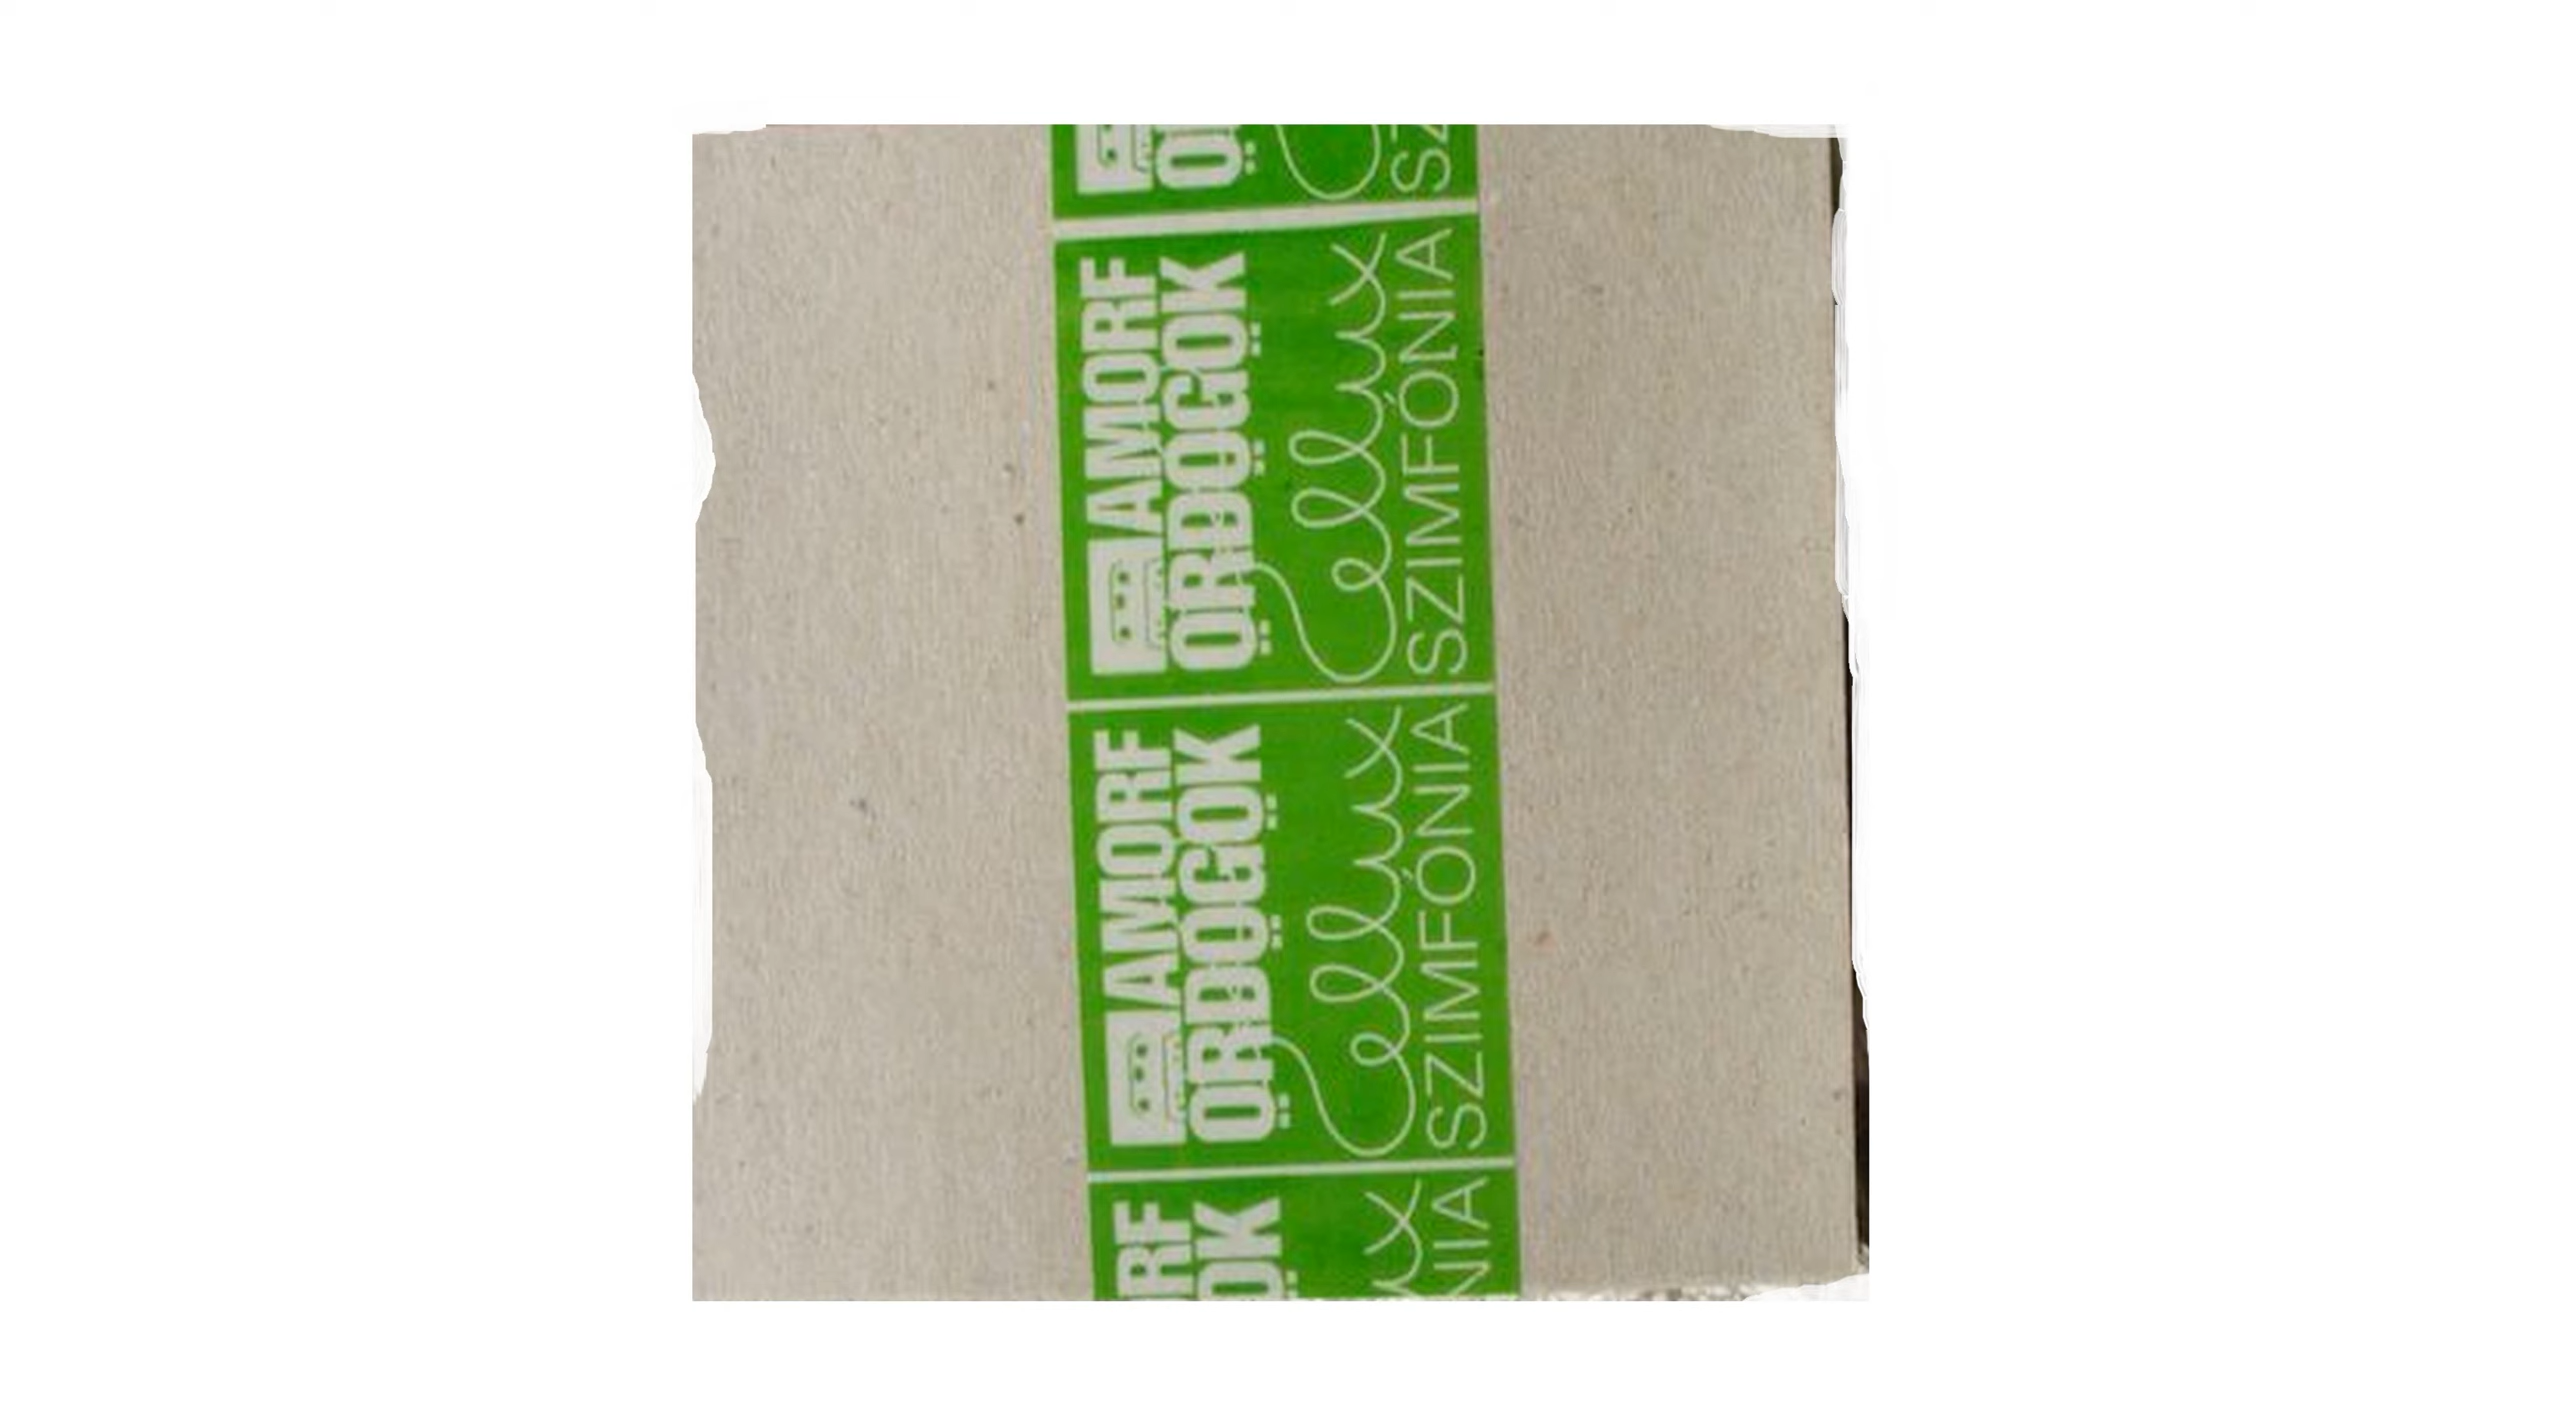 AMORF
ÖRDÖGÖK
Cellux
SZIMFÓNIA
AMORF
ÖRDÖGÖK
Cellux
SZIMFÓNIA